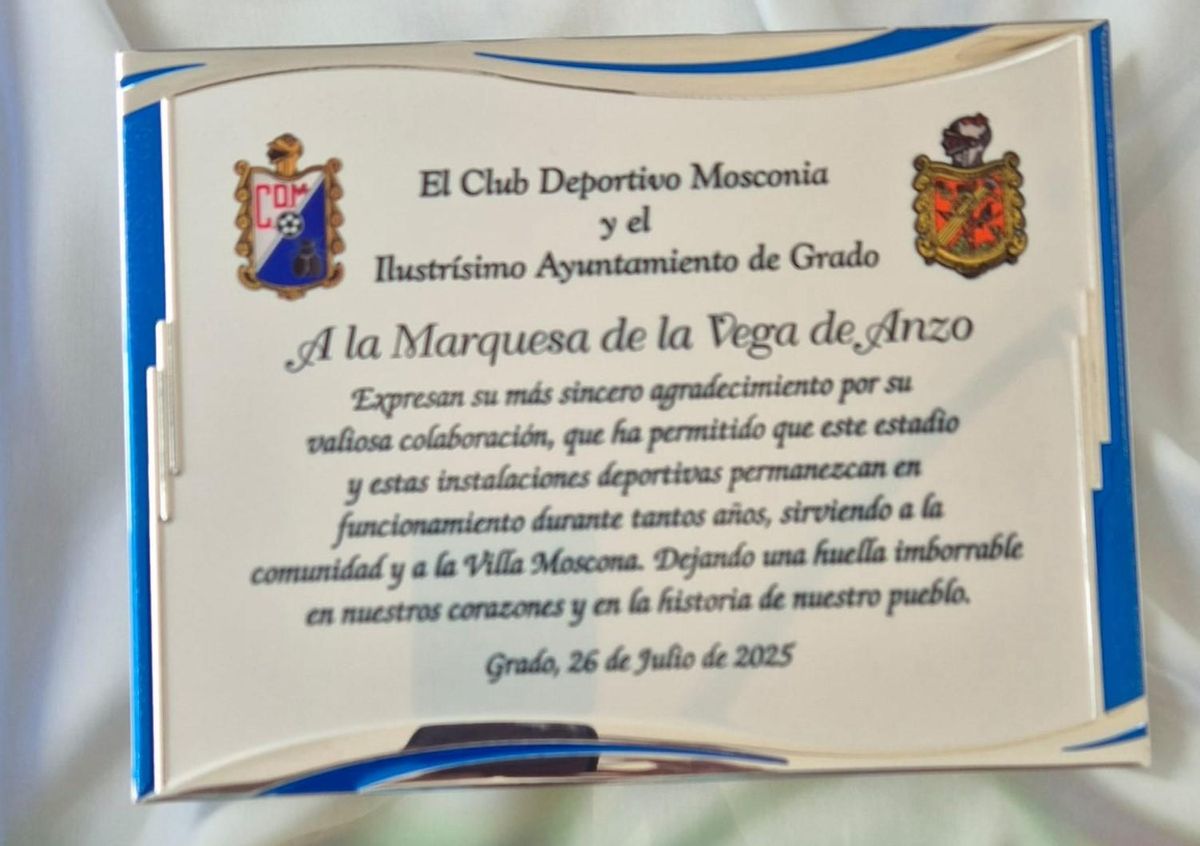 CDM
El Club Deportivo Mosconia
y el
Ilustrísimo Ayuntamiento de Grado
A la Marquesa de la Vega de Anzo
Expresan su más sincero agradecimiento por su
valiosa colaboración, que ha permitido que este estadio
y estas instalaciones deportivas permanezcan en
funcionamiento durante tantos años, sirviendo a la
comunidad y a la Villa Moscona. Dejando una huella imborrable
en nuestros corazones y en la historia de nuestro pueblo.
Grado, 26 de Julio de 2025